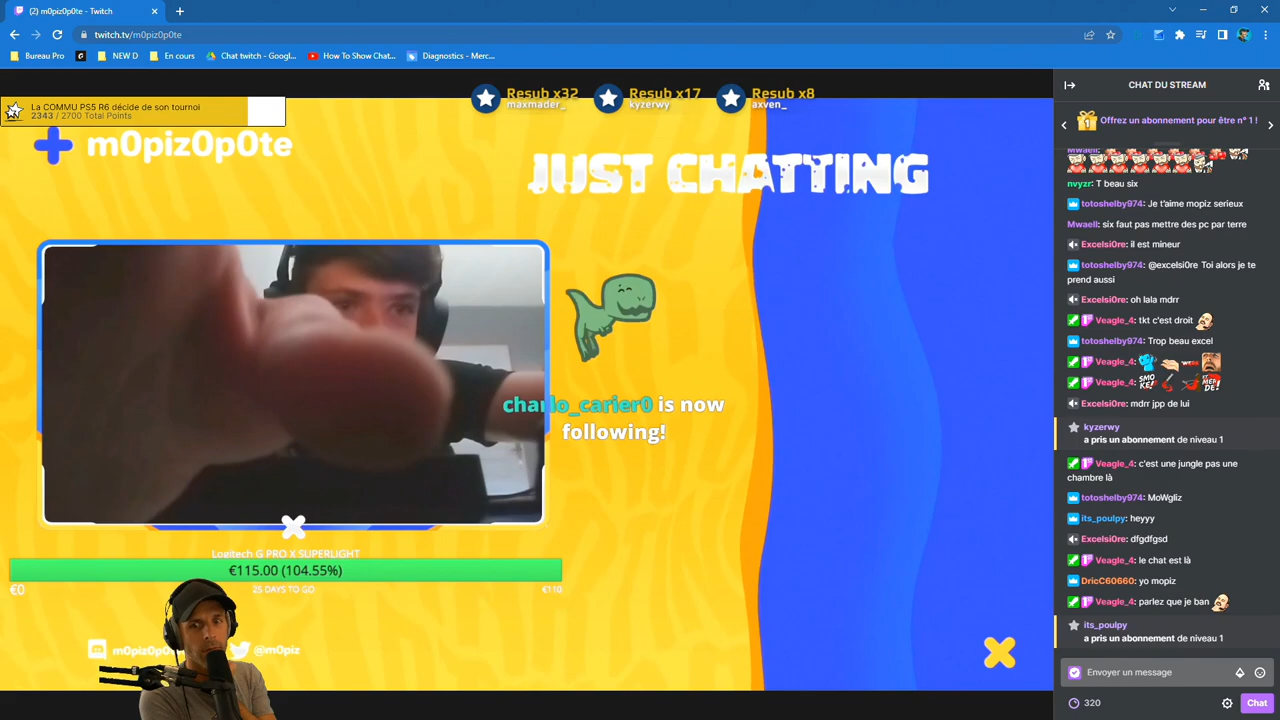 (2) m0piz0p0te - Twitch
twitch.tv/m0piz0p0te
Bureau Pro
NEW D
En cours
Chat twitch - Googl...
How To Show Chat...
Diagnostics - Merc...
La COMMU PS5 R6 décide de son tournoi
2343 / 2700 Total Points
Resub x32
maxmader_
Resub x17
kyzerwy
Resub x8
axven_
m0piz0p0te
JUST CHATTING
charlo_carier0 is now
following!
Logitech G PRO X SUPERLIGHT
€115.00 (104.55%)
€0
25 DAYS TO GO
€110
@m0piz
CHAT DU STREAM
Offrez un abonnement pour être n° 1 !
Mwaell:
nvyzr: T beau six
totoshelby974: Je t'aime mopiz serieux
Mwaell: six faut pas mettre des pc par terre
Excelsi0re: il est mineur
totoshelby974: @excelsi0re Toi alors je te
prend aussi
Excelsi0re: oh lala mdrr
Veagle_4: tkt c'est droit
totoshelby974: Trop beau excel
Veagle_4:
Veagle_4: SMOKE!
Excelsi0re: mdrr jpp de lui
kyzerwy
a pris un abonnement de niveau 1
Veagle_4: c'est une jungle pas une
chambre là
totoshelby974: MoWgliz
its_poulpy: heyyy
Excelsi0re: dfgdfgsd
Veagle_4: le chat est là
DricC60660: yo mopiz
Veagle_4: parlez que je ban
its_poulpy
a pris un abonnement de niveau 1
Envoyer un message
320
Chat